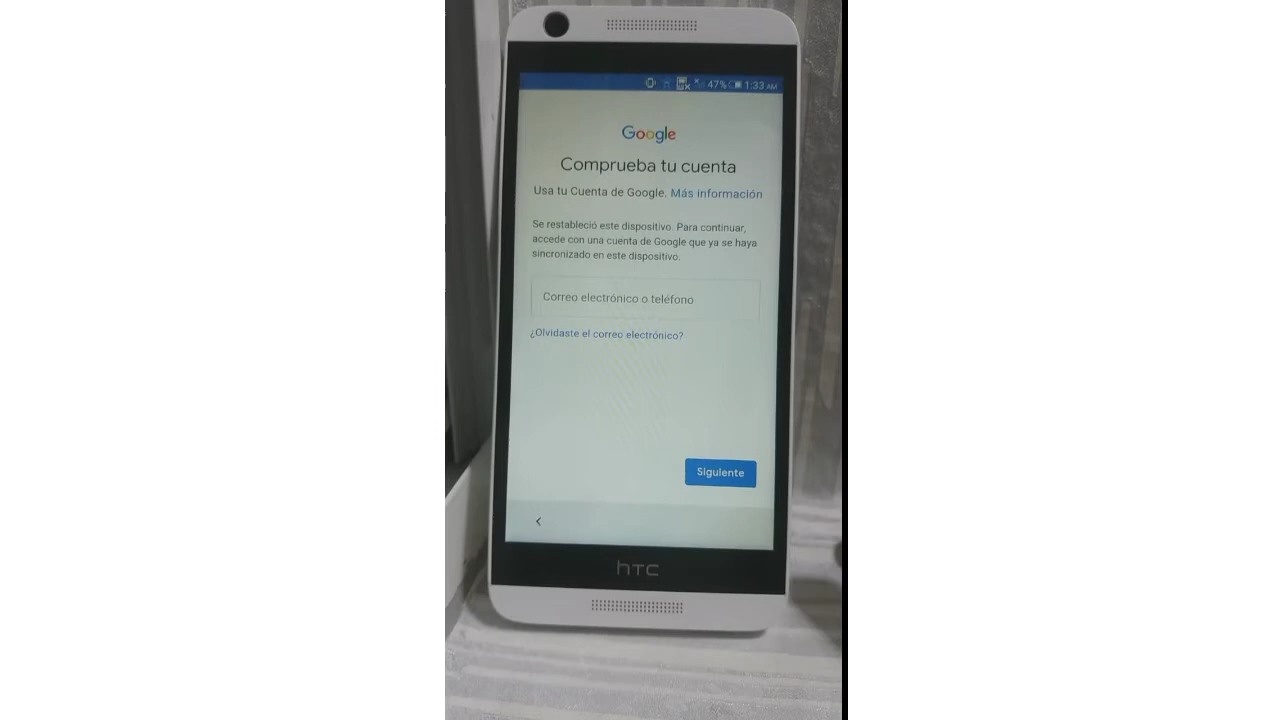 47% 1:33 AM
Google
Comprueba tu cuenta
Usa tu Cuenta de Google. Más información
Se restableció este dispositivo. Para continuar,
accede con una cuenta de Google que ya se haya
sincronizado en este dispositivo.
Correo electrónico o teléfono
¿Olvidaste el correo electrónico?
Siguiente
hTC